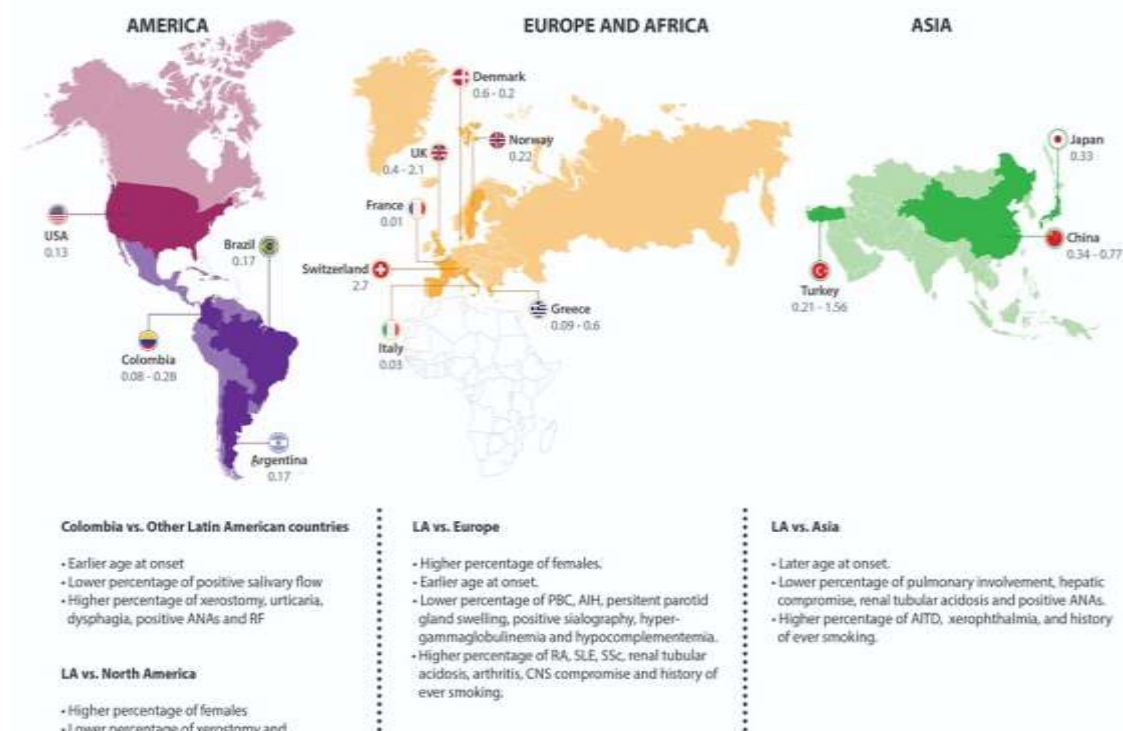 AMERICA
EUROPE AND AFRICA
ASIA
Denmark
0.6 - 0.2
Norway
0.22
UK
0.4 - 2.1
France
0.01
Switzerland
2.7
Italy
0.03
Greece
0.09 - 0.6
USA
0.13
Brazil
0.17
Colombia
0.08 - 0.28
Argentina
0.17
Japan
0.33
China
0.34 - 0.77
Turkey
0.21 - 1.56
Colombia vs. Other Latin American countries
• Earlier age at onset
• Lower percentage of positive salivary flow
• Higher percentage of xerostomy, urticaria,
dysphagia, positive ANAs and RF
LA vs. North America
• Higher percentage of females
• Lower percentage of xerostomy and
LA vs. Europe
• Higher percentage of females.
• Earlier age at onset.
• Lower percentage of PBC, AIH, persitent parotid
gland swelling, positive sialography, hyper-
gammaglobulinemia and hypocomplementemia.
• Higher percentage of RA, SLE, SSc, renal tubular
acidosis, arthritis, CNS compromise and history of
ever smoking.
LA vs. Asia
• Later age at onset.
• Lower percentage of pulmonary involvement, hepatic
compromise, renal tubular acidosis and positive ANAs.
• Higher percentage of AITD, xerophthalmia, and history
of ever smoking.